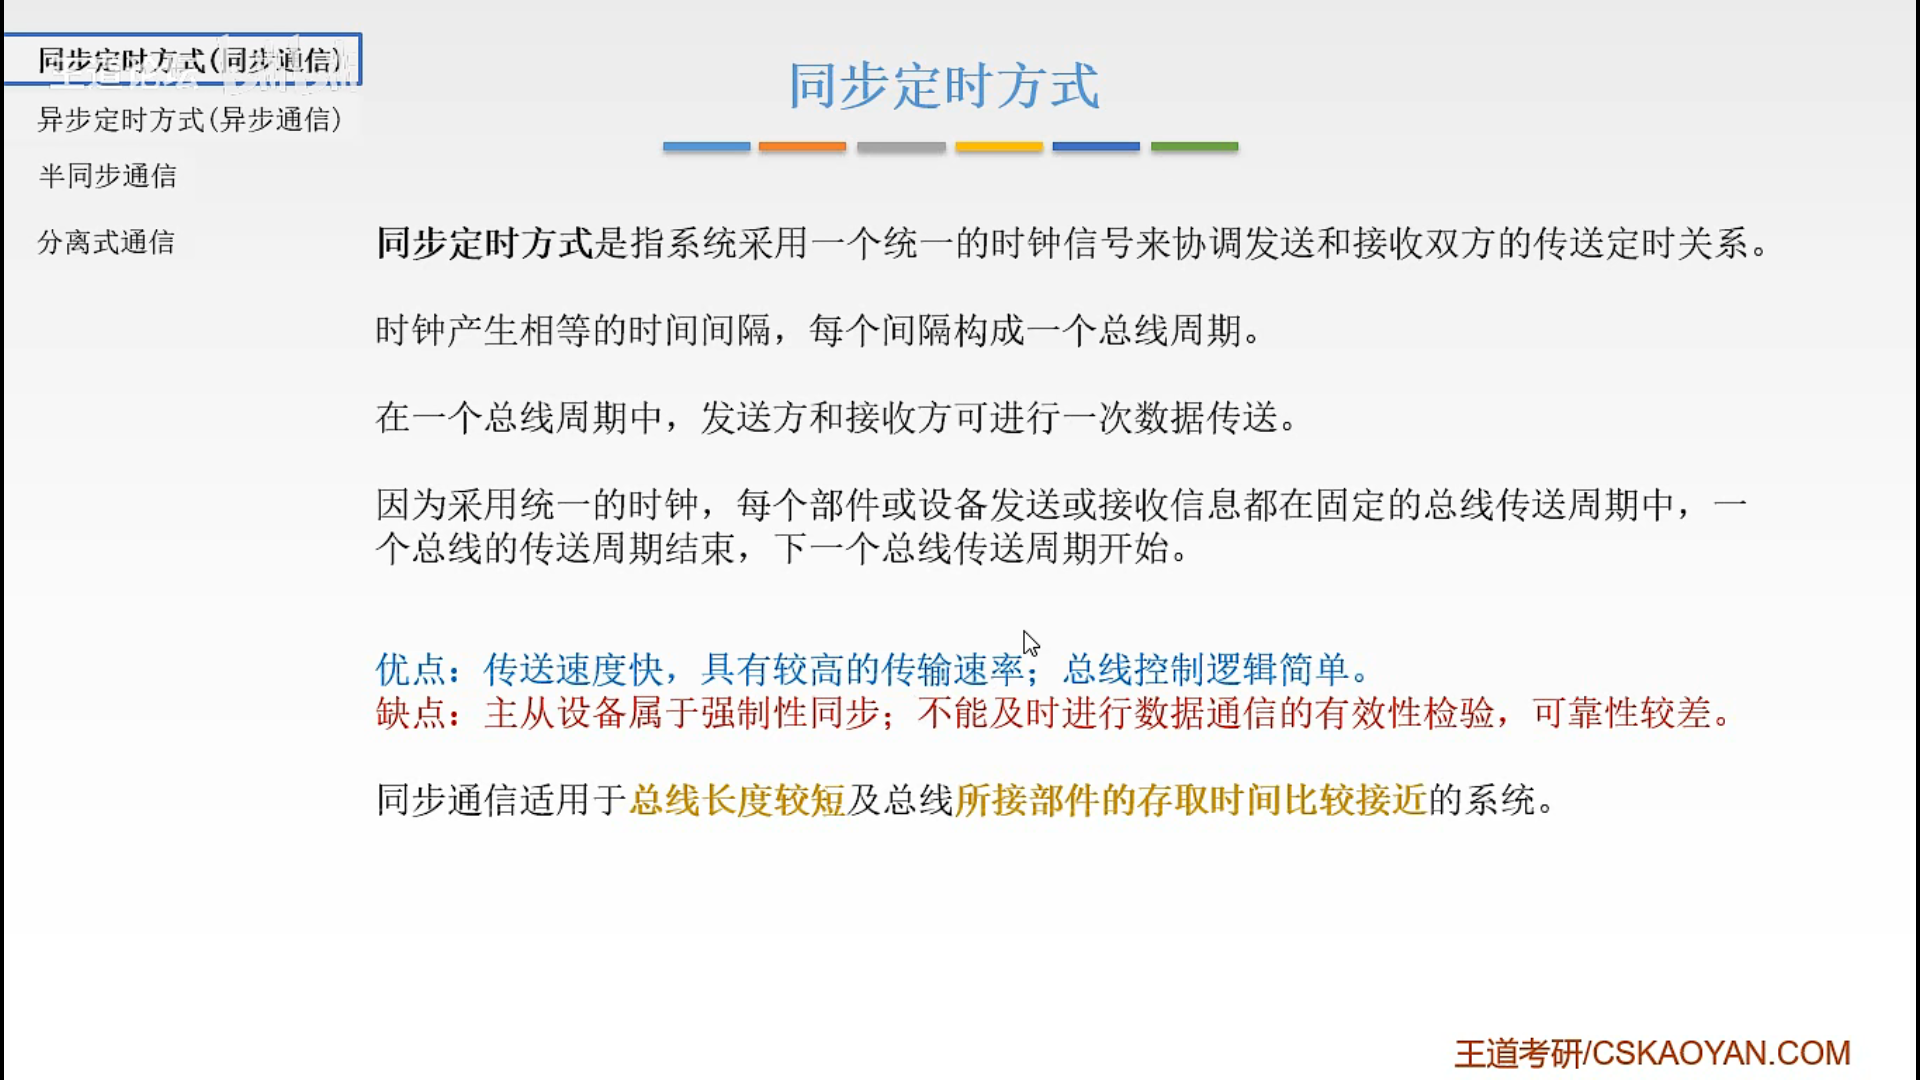 同步定时方式(同步通信)
异步定时方式(异步通信)
半同步通信
分离式通信
同步定时方式
同步定时方式是指系统采用一个统一的时钟信号来协调发送和接收双方的传送定时关系。
时钟产生相等的时间间隔，每个间隔构成一个总线周期。
在一个总线周期中，发送方和接收方可进行一次数据传送。
因为采用统一的时钟，每个部件或设备发送或接收信息都在固定的总线传送周期中，一
个总线的传送周期结束，下一个总线传送周期开始。
优点：传送速度快，具有较高的传输速率；总线控制逻辑简单。
缺点：主从设备属于强制性同步；不能及时进行数据通信的有效性检验，可靠性较差。
同步通信适用于总线长度较短及总线所接部件的存取时间比较接近的系统。
王道考研/CSKAOYAN.COM